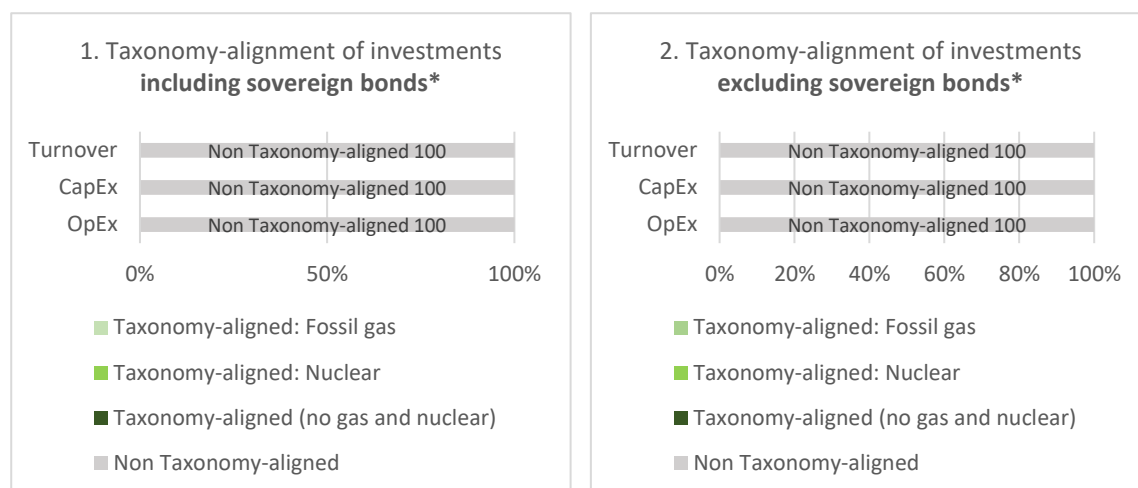 1. Taxonomy-alignment of investments
including sovereign bonds*
Turnover
Non Taxonomy-aligned 100
CapEx
Non Taxonomy-aligned 100
OpEx
Non Taxonomy-aligned 100
0% 50% 100%
Taxonomy-aligned: Fossil gas
Taxonomy-aligned: Nuclear
Taxonomy-aligned (no gas and nuclear)
Non Taxonomy-aligned
2. Taxonomy-alignment of investments
excluding sovereign bonds*
Turnover
Non Taxonomy-aligned 100
CapEx
Non Taxonomy-aligned 100
OpEx
Non Taxonomy-aligned 100
0% 20% 40% 60% 80% 100%
Taxonomy-aligned: Fossil gas
Taxonomy-aligned: Nuclear
Taxonomy-aligned (no gas and nuclear)
Non Taxonomy-aligned